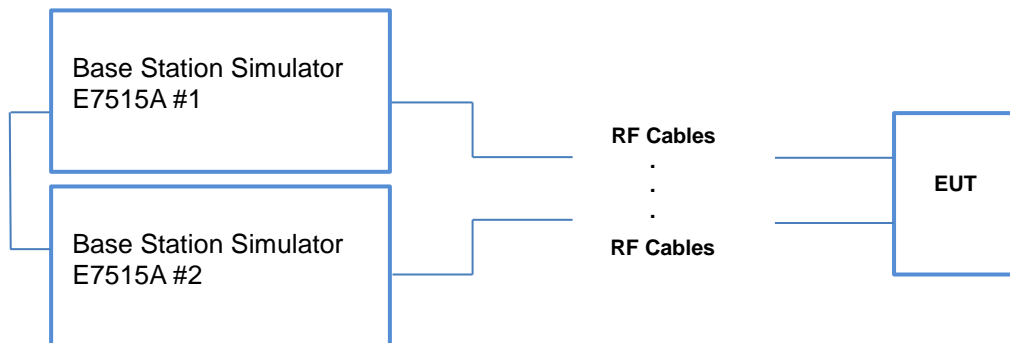 Base Station Simulator
E7515A #1
RF Cables
.
.
.
RF Cables
EUT
Base Station Simulator
E7515A #2